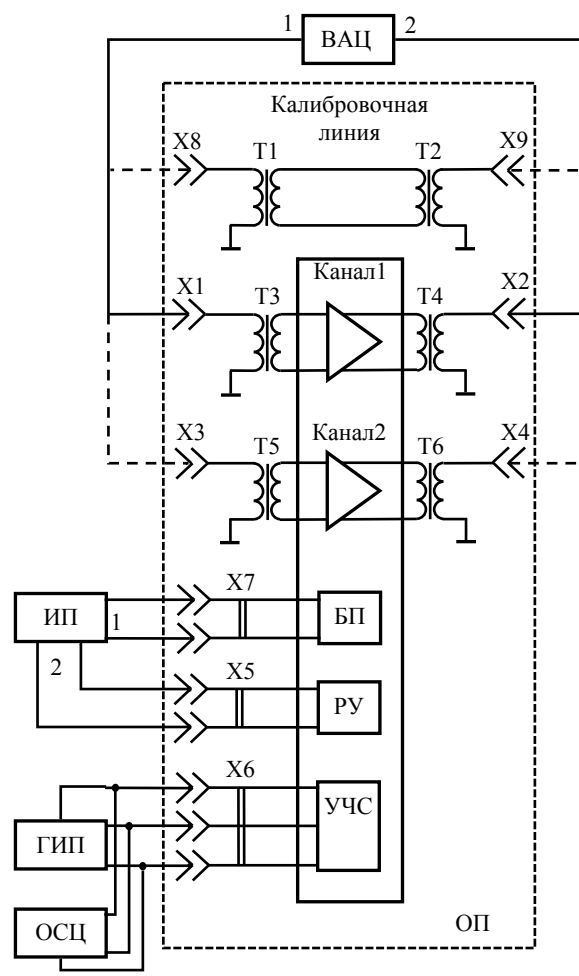 1
ВАЦ
2
Калибровочная
линия
X8
T1
T2
X9
Канал1
X1
T3
T4
X2
Канал2
X3
T5
T6
X4
X7
ИП
1
БП
2
X5
РУ
X6
УЧС
ГИП
ОСЦ
ОП